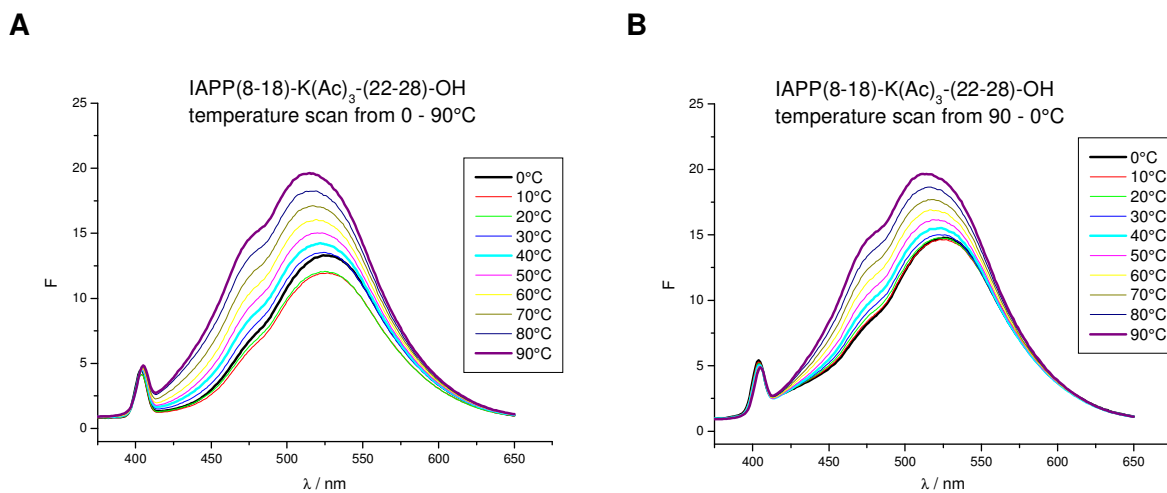 A
IAPP(8-18)-K(Ac)₃-(22-28)-OH
temperature scan from 0 - 90°C
25
20
15
10
5
0
F
400
450
500
550
600
650
λ / nm
0°C
10°C
20°C
30°C
40°C
50°C
60°C
70°C
80°C
90°C
B
IAPP(8-18)-K(Ac)₃-(22-28)-OH
temperature scan from 90 - 0°C
25
20
15
10
5
0
F
400
450
500
550
600
650
λ / nm
0°C
10°C
20°C
30°C
40°C
50°C
60°C
70°C
80°C
90°C